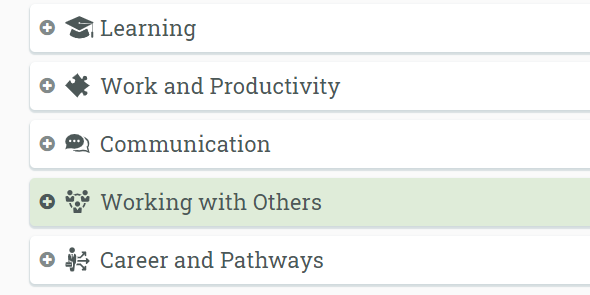 Learning
Work and Productivity
Communication
Working with Others
Career and Pathways